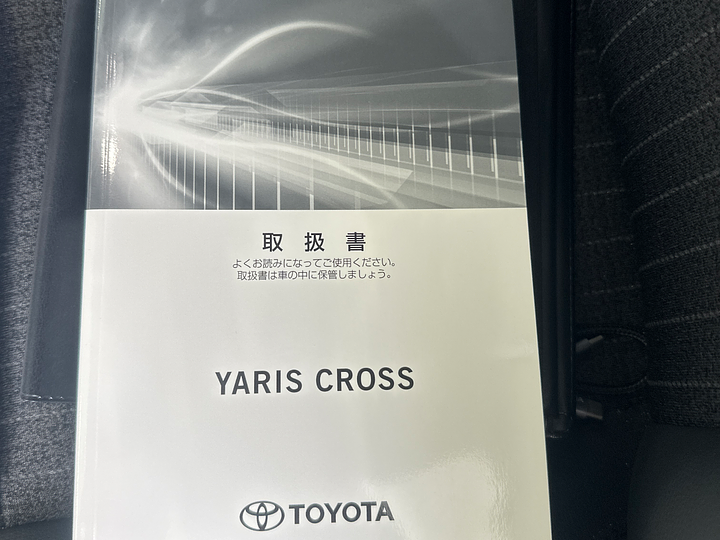 取扱書
よくお読みになってご使用ください。
取扱書は車の中に保管しましょう。
YARIS CROSS
TOYOTA